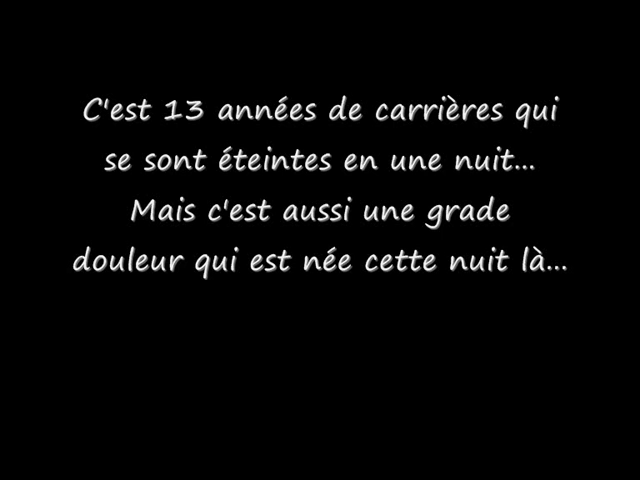 C'est 13 années de carrières qui
se sont éteintes en une nuit...
Mais c'est aussi une grade
douleur qui est née cette nuit là...